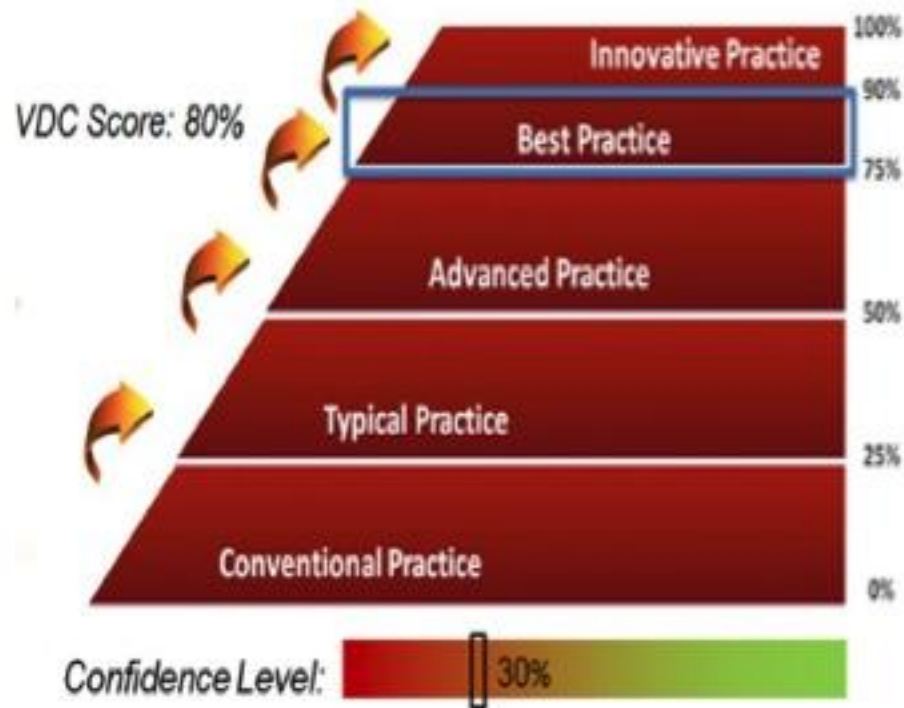 100%
Innovative Practice
90%
VDC Score: 80%
Best Practice
75%
Advanced Practice
50%
Typical Practice
25%
Conventional Practice
0%
Confidence Level: 30%